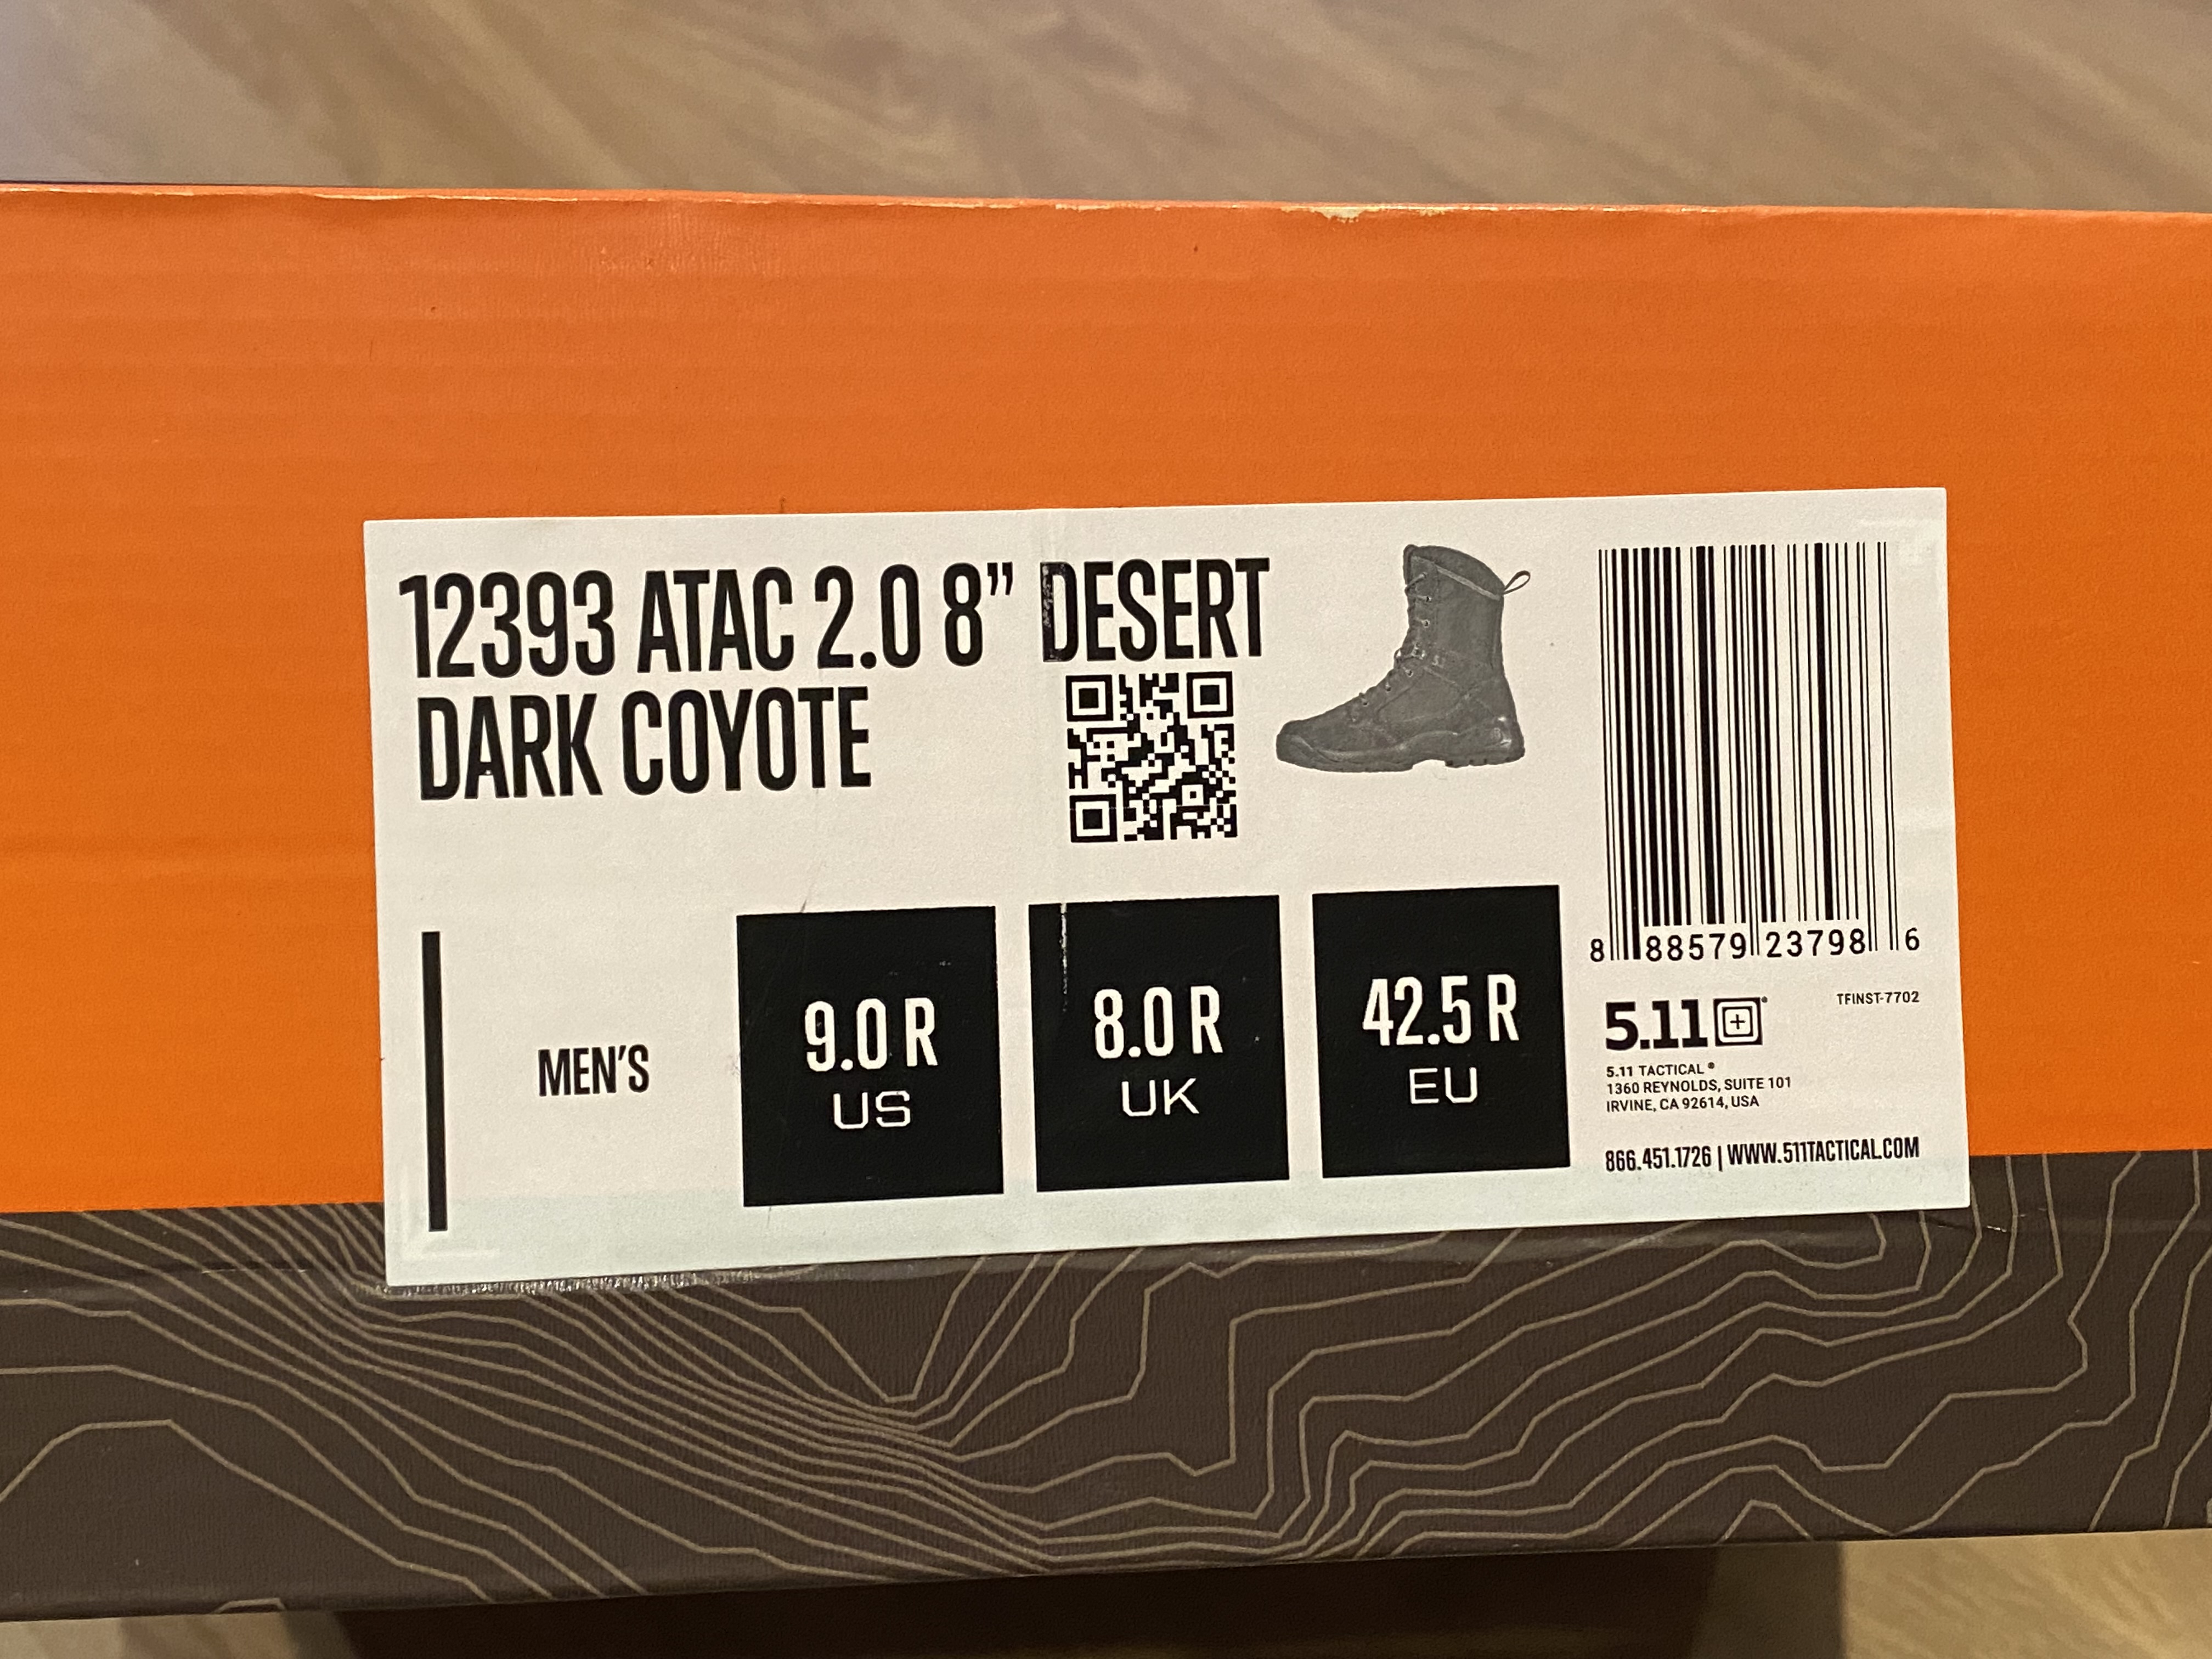 12393 ATAC 2.0 8” DESERT
DARK COYOTE
MEN'S
9.0 R
US
8.0 R
UK
42.5 R
EU
8 88579 23798 6
5.11®
TFINST-7702
5.11 TACTICAL®
1360 REYNOLDS, SUITE 101
IRVINE, CA 92614, USA
866.451.1726 | WWW.511TACTICAL.COM